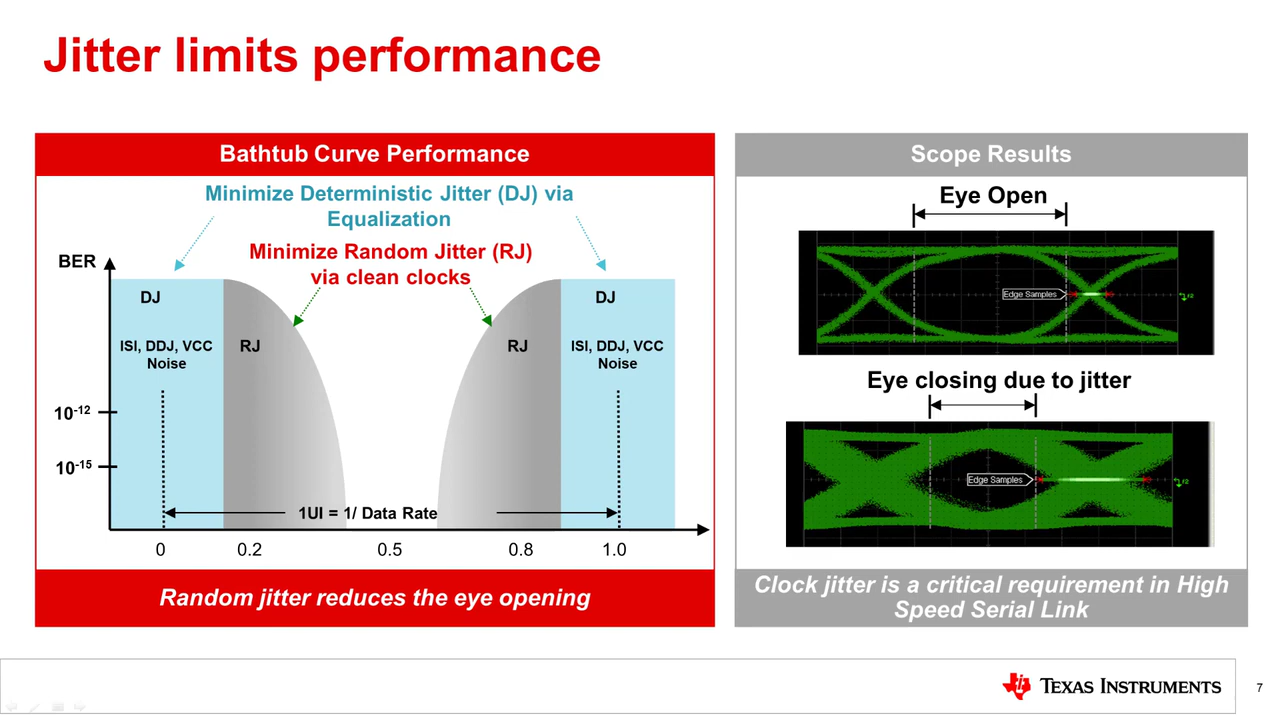 Jitter limits performance
Bathtub Curve Performance
Minimize Deterministic Jitter (DJ) via
Equalization
Minimize Random Jitter (RJ)
via clean clocks
BER
DJ
DJ
ISI, DDJ, VCC
Noise
RJ
RJ
ISI, DDJ, VCC
Noise
10-12
10-15
1UI = 1/ Data Rate
0
0.2
0.5
0.8
1.0
Random jitter reduces the eye opening
Scope Results
Eye Open
Edge Samples
Eye closing due to jitter
Edge Samples
Clock jitter is a critical requirement in High
Speed Serial Link
TEXAS INSTRUMENTS
7